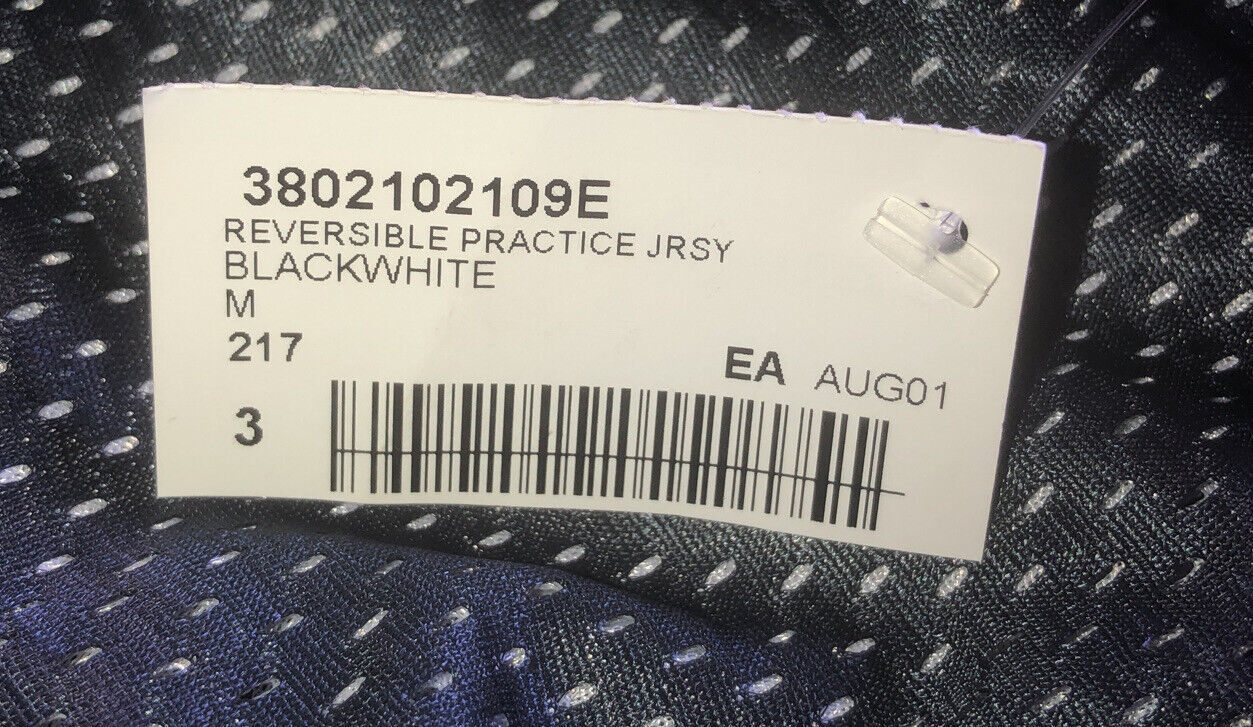 3802102109E
REVERSIBLE PRACTICE JRSY
BLACKWHITE
M
217
EA AUG01
3